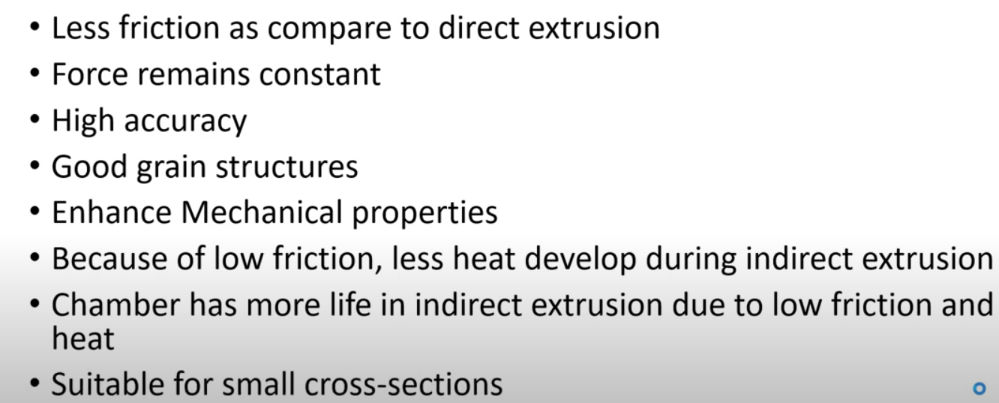 • Less friction as compare to direct extrusion
• Force remains constant
• High accuracy
• Good grain structures
• Enhance Mechanical properties
• Because of low friction, less heat develop during indirect extrusion
• Chamber has more life in indirect extrusion due to low friction and
heat
• Suitable for small cross-sections